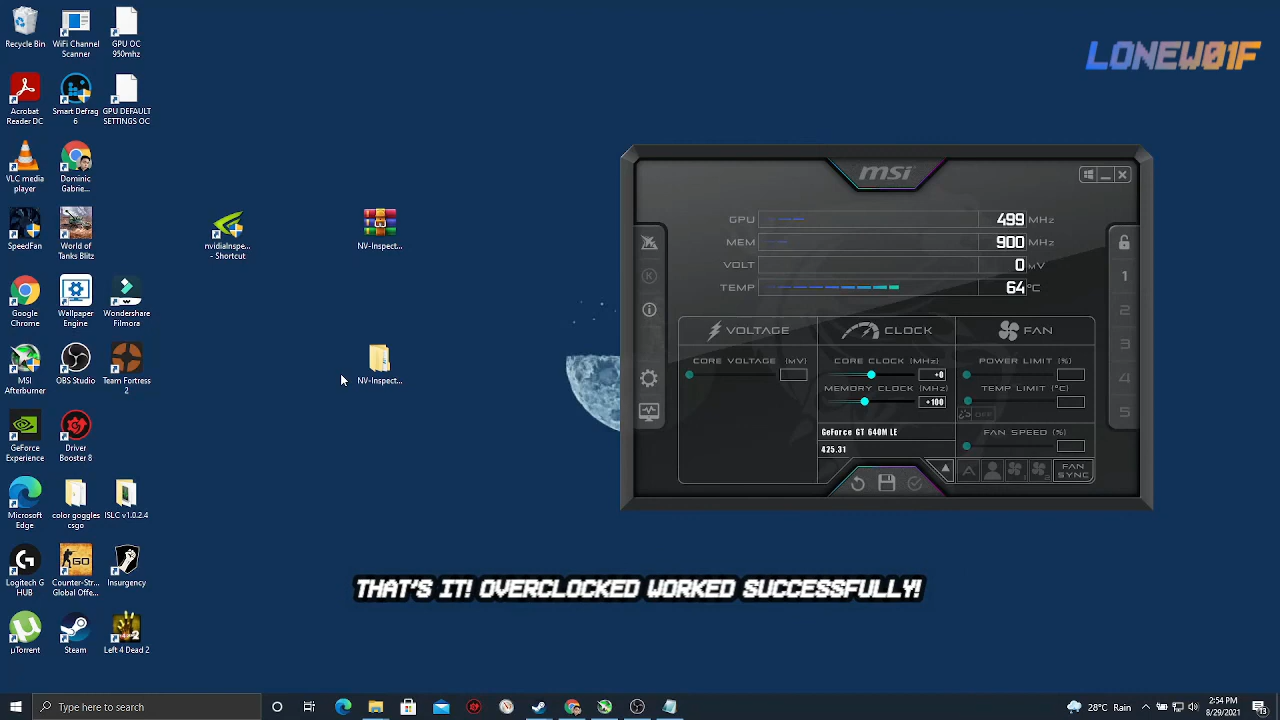 LONEW01F
Recycle Bin
WiFi Channel
Scanner
GPU OC
950mhz
Acrobat
Reader DC
Smart Defrag
6
GPU DEFAULT
SETTINGS OC
VLC media
player
Dominic
Gabrie...
SpeedFan
World of
Tanks Blitz
nvidiaInspe...
- Shortcut
NV-Inspect...
Google
Chrome
Wallpaper
Engine
Wondershare
Filmora
MSI
Afterburner
OBS Studio
Team Fortress
2
NV-Inspect...
GeForce
Experience
Driver
Booster 8
Microsoft
Edge
color goggles
csgo
ISLC v1.0.2.4
Logitech G
Counter-Stri...
Insurgency
µTorrent
Steam
Left 4 Dead 2
msi
GPU 499 MHz
MEM 900 MHz
VOLT 0 mV
TEMP 64 °C
K
1
2
3
4
5
VOLTAGE
CLOCK
FAN
CORE VOLTAGE (MV)
CORE CLOCK (MHz)
+0
MEMORY CLOCK (MHz)
+100
POWER LIMIT (%)
TEMP LIMIT (°C)
OFF
GeForce GT 640M LE
425.31
FAN SPEED (%)
A
FAN
SYNC
THAT'S IT! OVERCLOCKED WORKED SUCCESSFULLY!
Type here to search
28°C Rain
2:54 PM
8/29/2021